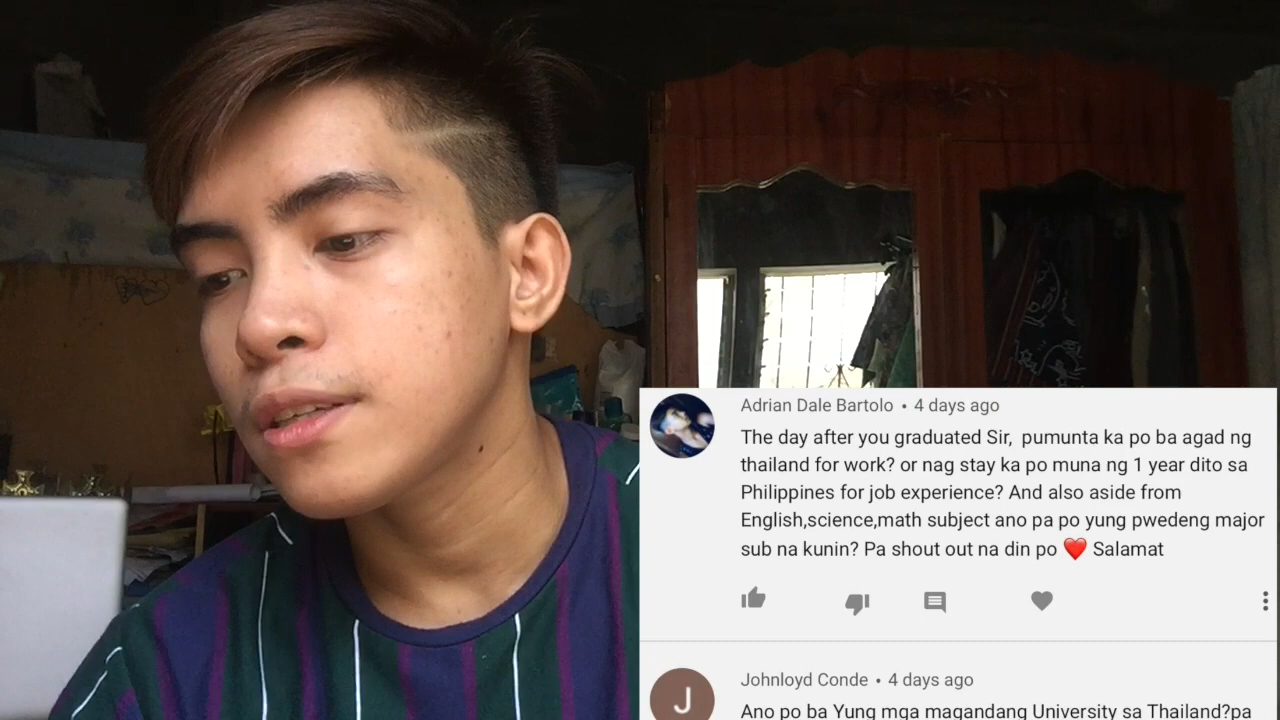 Adrian Dale Bartolo • 4 days ago
The day after you graduated Sir,  pumunta ka po ba agad ng
thailand for work? or nag stay ka po muna ng 1 year dito sa
Philippines for job experience? And also aside from
English,science,math subject ano pa po yung pwedeng major
sub na kunin? Pa shout out na din po ❤️ Salamat
J
Johnloyd Conde • 4 days ago
Ano po ba Yung mga magandang University sa Thailand?pa